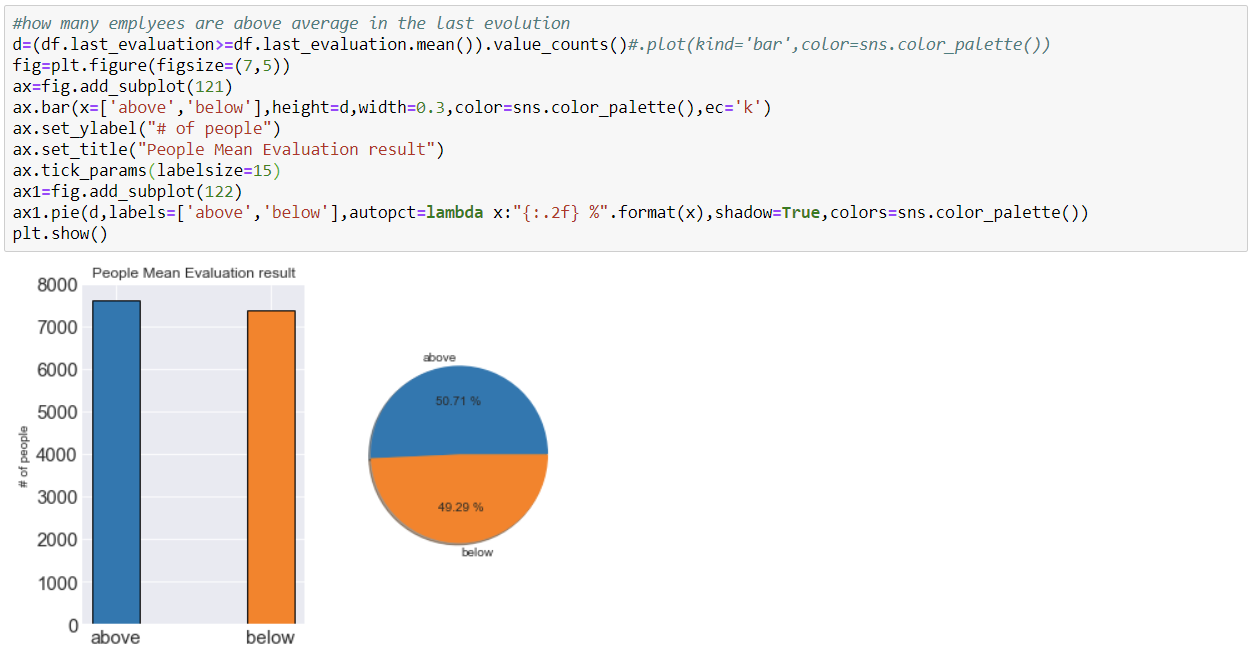 #how many emplyees are above average in the last evolution
d=(df.last_evaluation>=df.last_evaluation.mean()).value_counts()#.plot(kind='bar',color=sns.color_palette())
fig=plt.figure(figsize=(7,5))
ax=fig.add_subplot(121)
ax.bar(x=['above','below'],height=d,width=0.3,color=sns.color_palette(),ec='k')
ax.set_ylabel("# of people")
ax.set_title("People Mean Evaluation result")
ax.tick_params(labelsize=15)
ax1=fig.add_subplot(122)
ax1.pie(d,labels=['above','below'],autopct=lambda x:"{:.2f} %".format(x),shadow=True,colors=sns.color_palette())
plt.show()
People Mean Evaluation result
8000
7000
6000
5000
4000
3000
2000
1000
0
# of people
above below
above
50.71 %
49.29 %
below